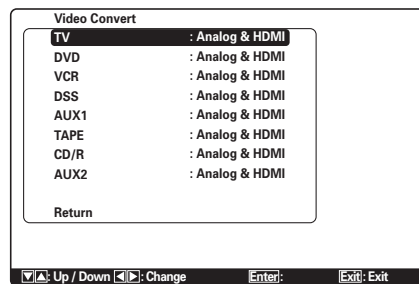 Video Convert
TV : Analog & HDMI
DVD : Analog & HDMI
VCR : Analog & HDMI
DSS : Analog & HDMI
AUX1 : Analog & HDMI
TAPE : Analog & HDMI
CD/R : Analog & HDMI
AUX2 : Analog & HDMI
Return
▼▲: Up / Down ◀▶: Change Enter: Exit: Exit